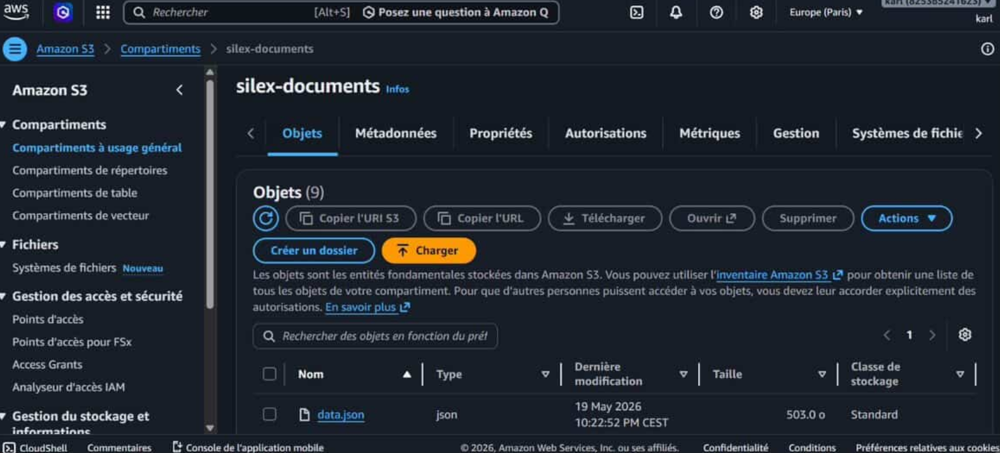 aws
Rechercher [Alt+S] Posez une question à Amazon Q
Europe (Paris) ▼
karl (825385241623) ▼
karl
Amazon S3 > Compartiments > silex-documents
Amazon S3
Compartiments
Compartiments à usage général
Compartiments de répertoires
Compartiments de table
Compartiments de vecteur
Fichiers
Systèmes de fichiers Nouveau
Gestion des accès et sécurité
Points d'accès
Points d'accès pour FSx
Access Grants
Analyseur d'accès IAM
Gestion du stockage et
informations
silex-documents Infos
Objets Métadonnées Propriétés Autorisations Métriques Gestion Systèmes de fichie
Objets (9)
Copier l'URI S3 Copier l'URL Télécharger Ouvrir Supprimer Actions ▼
Créer un dossier Charger
Les objets sont les entités fondamentales stockées dans Amazon S3. Vous pouvez utiliser l'inventaire Amazon S3 pour obtenir une liste de
tous les objets de votre compartiment. Pour que d'autres personnes puissent accéder à vos objets, vous devez leur accorder explicitement des
autorisations. En savoir plus
Rechercher des objets en fonction du préf
< 1 >
Nom Type Dernière modification Taille Classe de stockage
data.json json 19 May 2026 10:22:52 PM CEST 503.0 o Standard
CloudShell Commentaires Console de l'application mobile © 2026, Amazon Web Services, Inc. ou ses affiliés. Confidentialité Conditions Préférences relatives aux cookies